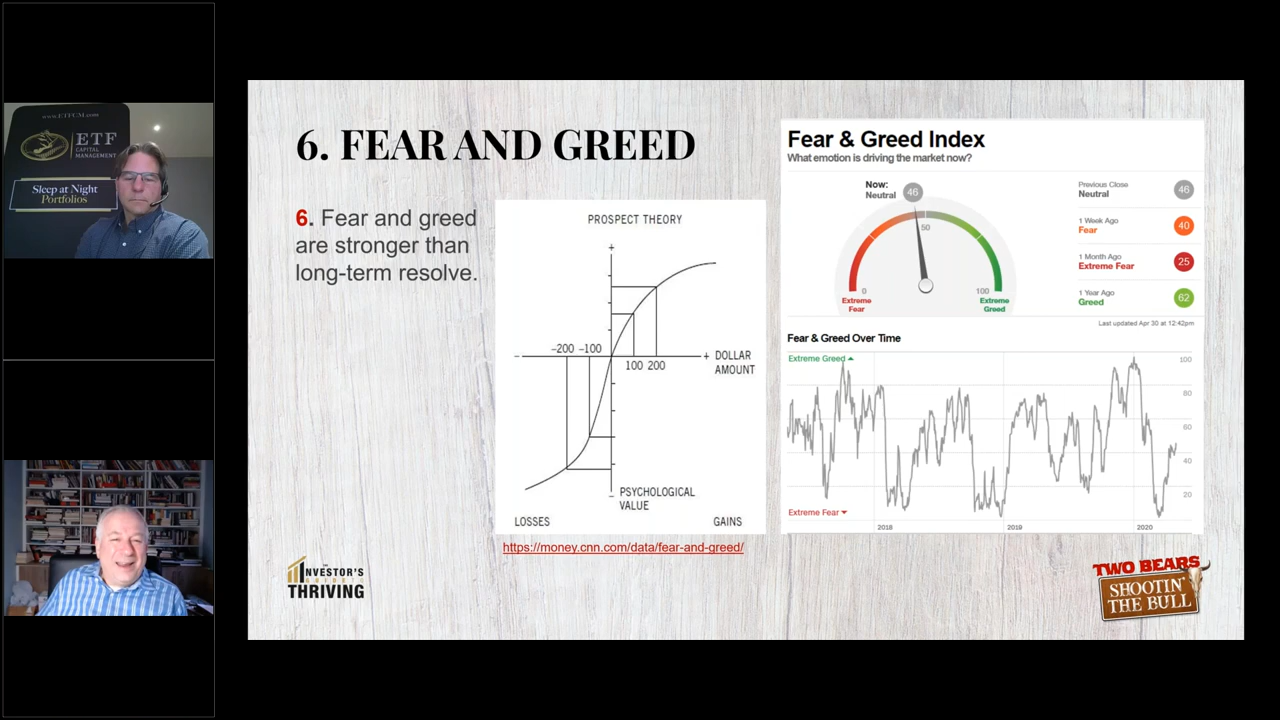 www.ETFCM.com
ETF
CAPITAL
MANAGEMENT
Sleep at Night
Portfolios
6. FEAR AND GREED
6. Fear and greed
are stronger than
long-term resolve.
PROSPECT THEORY
+
-200 -100
-
+ DOLLAR
AMOUNT
100 200
-
PSYCHOLOGICAL
VALUE
LOSSES
GAINS
https://money.cnn.com/data/fear-and-greed/
Fear & Greed Index
What emotion is driving the market now?
Now:
Neutral
46
50
0
100
Extreme
Fear
Extreme
Greed
Previous Close
Neutral
46
1 Week Ago
Fear
40
1 Month Ago
Extreme Fear
25
1 Year Ago
Greed
62
Last updated Apr 30 at 12:42pm
Fear & Greed Over Time
Extreme Greed
100
80
60
40
20
Extreme Fear
2018
2019
2020
INVESTOR'S
THRIVING
TWO BEARS
SHOOTIN'
THE BULL